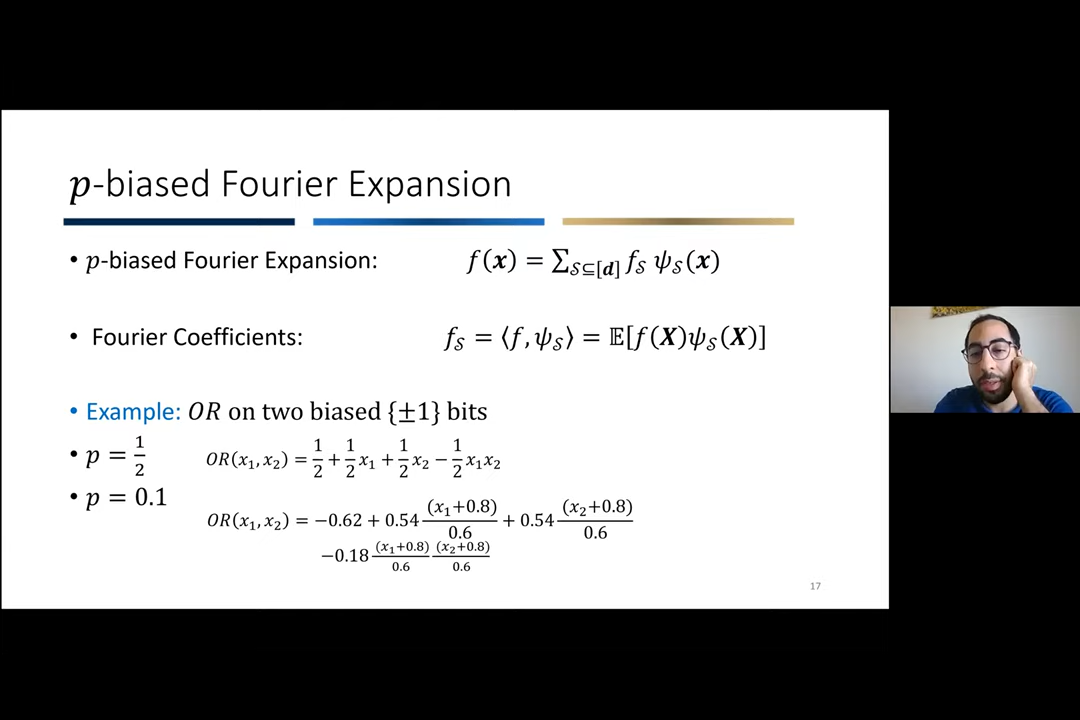 p-biased Fourier Expansion
• p-biased Fourier Expansion: f(x) = ∑_{𝒮⊆[d]} f_𝒮 ψ_𝒮(x)
• Fourier Coefficients: f_𝒮 = ⟨f, ψ_𝒮⟩ = 𝔼[f(X)ψ_𝒮(X)]
• Example: OR on two biased {±1} bits
• p = 1/2 OR(x₁, x₂) = 1/2 + 1/2 x₁ + 1/2 x₂ − 1/2 x₁x₂
• p = 0.1
OR(x₁, x₂) = −0.62 + 0.54 (x₁+0.8)/0.6 + 0.54 (x₂+0.8)/0.6
−0.18 (x₁+0.8)/0.6 (x₂+0.8)/0.6
17